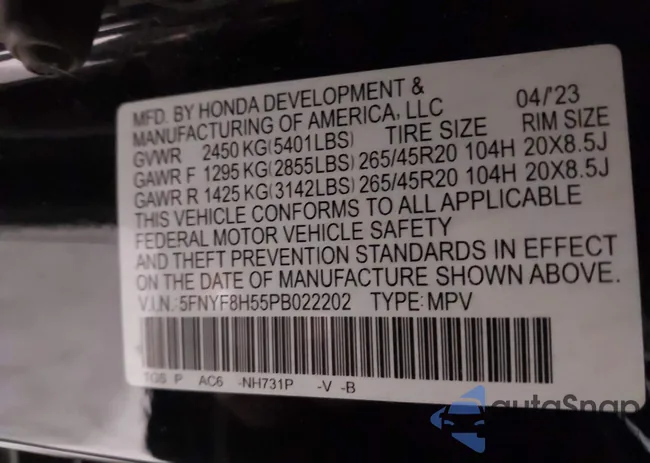 MFD. BY HONDA DEVELOPMENT &
MANUFACTURING OF AMERICA, LLC 04/'23
GVWR 2450 KG(5401LBS) TIRE SIZE RIM SIZE
GAWR F 1295 KG(2855LBS) 265/45R20 104H 20X8.5J
GAWR R 1425 KG(3142LBS) 265/45R20 104H 20X8.5J
THIS VEHICLE CONFORMS TO ALL APPLICABLE
FEDERAL MOTOR VEHICLE SAFETY
AND THEFT PREVENTION STANDARDS IN EFFECT
ON THE DATE OF MANUFACTURE SHOWN ABOVE.
V.I.N.: 5FNYF8H55PB022202 TYPE: MPV
TGS P AC6 -NH731P -V -B
autoSnap